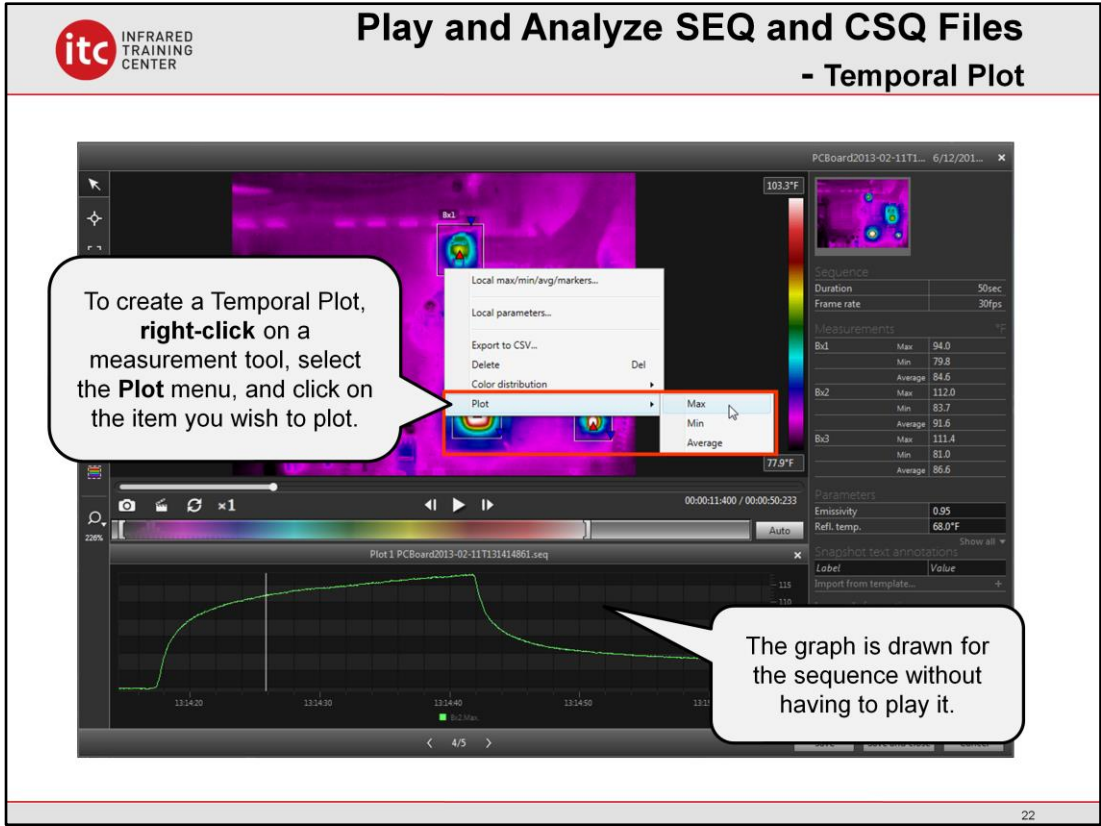 itc INFRARED
TRAINING
CENTER
Play and Analyze SEQ and CSQ Files
- Temporal Plot
PCBoard2013-02-11T1... 6/12/201... ×
103.3°F
Bx1
Local max/min/avg/markers...
Local parameters...
Export to CSV...
Delete Del
Color distribution
Plot
Max
Min
Average
77.9°F
To create a Temporal Plot,
right-click on a
measurement tool, select
the Plot menu, and click on
the item you wish to plot.
226%
×1
00:00:11:400 / 00:00:50:233
Auto
Sequence
Duration 50sec
Frame rate 30fps
Measurements °F
Bx1 Max 94.0
Min 79.8
Average 84.6
Bx2 Max 112.0
Min 83.7
Average 91.6
Bx3 Max 111.4
Min 81.0
Average 86.6
Parameters
Emissivity 0.95
Refl. temp. 68.0°F
Show all
Snapshot text annotations
Label Value
Import from template... +
Plot 1 PCBoard2013-02-11T131414861.seq ×
115
110
13:14:20 13:14:30 13:14:40 13:14:50
Bx2.Max.
The graph is drawn for
the sequence without
having to play it.
< 4/5 >
22